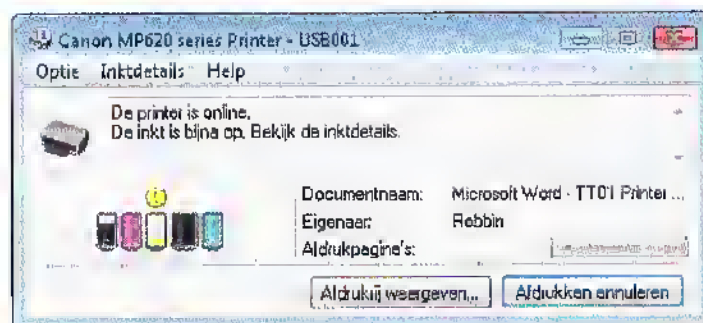 Canon MP620 series Printer - USB001
Optie Inktdetails Help
De printer is online.
De inkt is bijna op. Bekijk de inktdetails.
Documentnaam: Microsoft Word - TT01 Printer ...
Eigenaar: Robbin
Afdrukpagina's:
Afdrukrij weergeven... Afdrukken annuleren